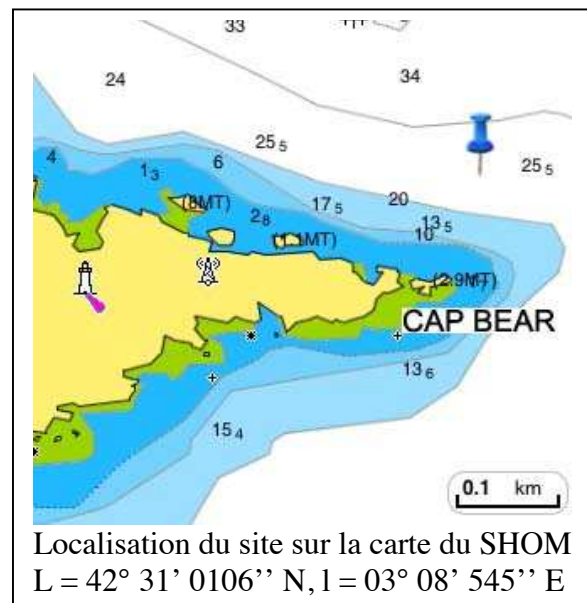 33
24
34
25 5
25 5
4
1 3
6
(8MT)
2 8
17 5
20
13 5
10
(2.9MT)
CAP BEAR
13 6
15 4
0.1 km
Localisation du site sur la carte du SHOM
L = 42° 31' 0106'' N, l = 03° 08' 545'' E